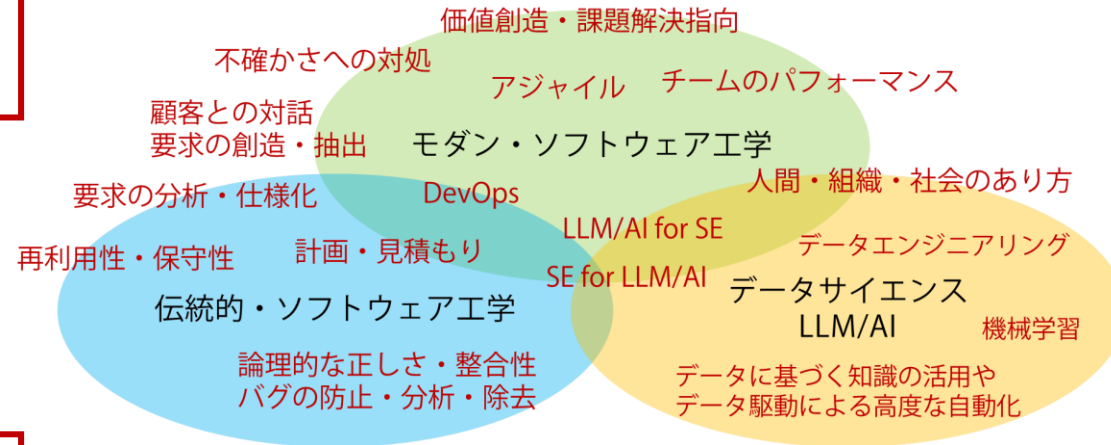 価値創造・課題解決指向
不確かさへの対処
アジャイル
チームのパフォーマンス
顧客との対話
要求の創造・抽出
モダン・ソフトウェア工学
要求の分析・仕様化
DevOps
人間・組織・社会のあり方
LLM/AI for SE
再利用性・保守性
計画・見積もり
データエンジニアリング
SE for LLM/AI
伝統的・ソフトウェア工学
データサイエンス
LLM/AI
機械学習
論理的な正しさ・整合性
バグの防止・分析・除去
データに基づく知識の活用や
データ駆動による高度な自動化